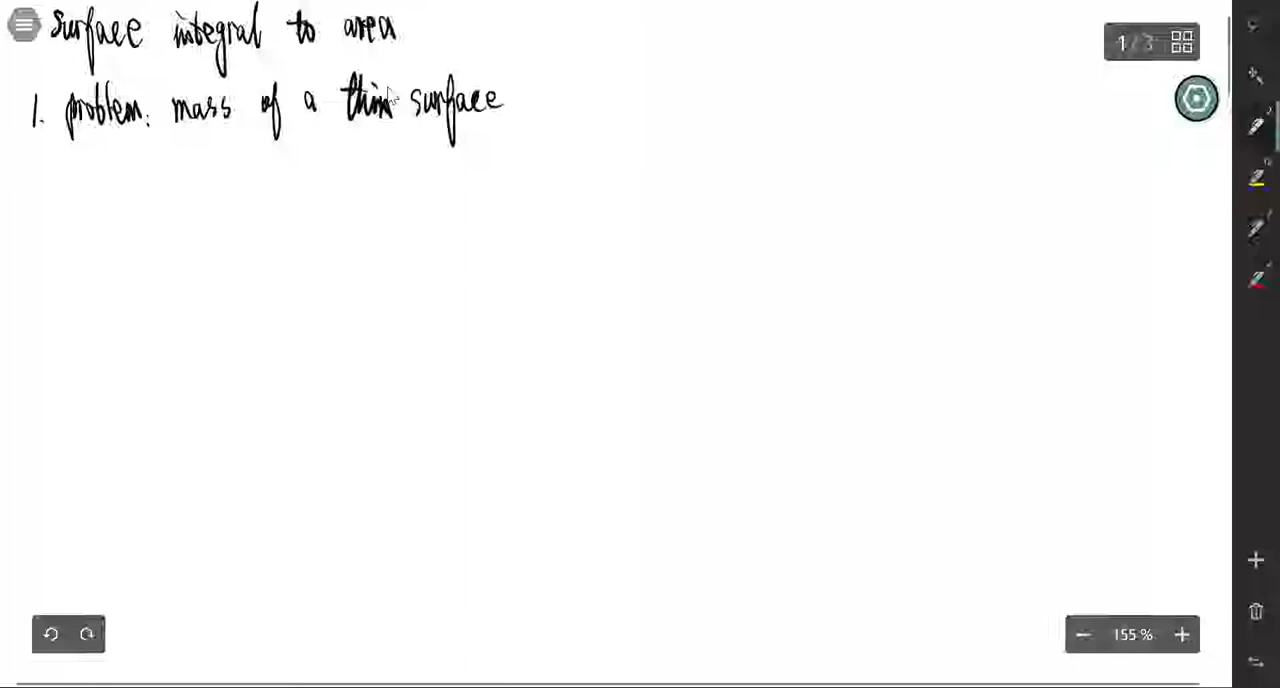 surface integral to area
1. problem: mass of a thin surface
1 / 3
155 %